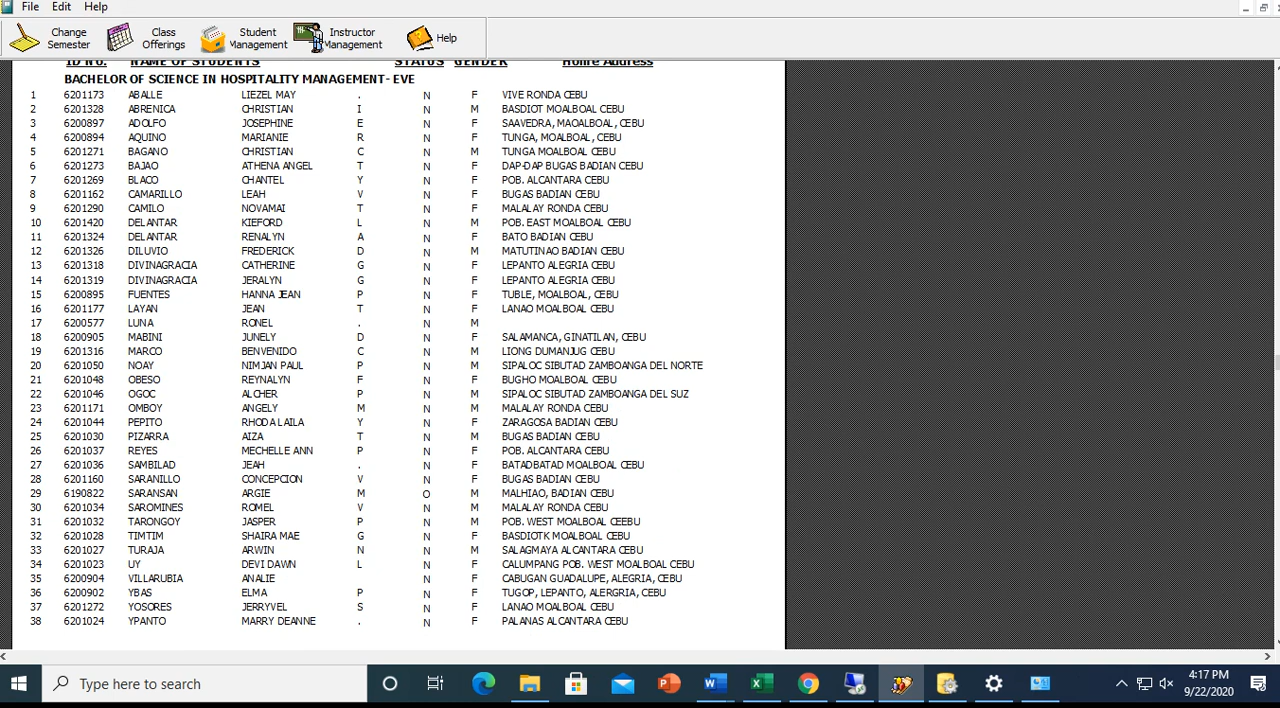 File Edit Help
Change Semester Class Offerings Student Management Instructor Management Help
ID No. NAME OF STUDENTS STATUS GENDER Home Address
BACHELOR OF SCIENCE IN HOSPITALITY MANAGEMENT- EVE
1 6201173 ABALLE LIEZEL MAY . N F VIVE RONDA CEBU
2 6201328 ABRENICA CHRISTIAN I N M BASDIOT MOALBOAL CEBU
3 6200897 ADOLFO JOSEPHINE E N F SAAVEDRA, MAOALBOAL, CEBU
4 6200894 AQUINO MARIANIE R N F TUNGA, MOALBOAL, CEBU
5 6201271 BAGANO CHRISTIAN C N M TUNGA MOALBOAL CEBU
6 6201273 BAJAO ATHENA ANGEL T N F DAP-DAP BUGAS BADIAN CEBU
7 6201269 BLACO CHANTEL Y N F POB. ALCANTARA CEBU
8 6201162 CAMARILLO LEAH V N F BUGAS BADIAN CEBU
9 6201290 CAMILO NOVAMAI T N F MALALAY RONDA CEBU
10 6201420 DELANTAR KIEFORD L N M POB. EAST MOALBOAL CEBU
11 6201324 DELANTAR RENALYN A N F BATO BADIAN CEBU
12 6201326 DILUVIO FREDERICK D N M MATUTINAO BADIAN CEBU
13 6201318 DIVINAGRACIA CATHERINE G N F LEPANTO ALEGRIA CEBU
14 6201319 DIVINAGRACIA JERALYN G N F LEPANTO ALEGRIA CEBU
15 6200895 FUENTES HANNA JEAN P N F TUBLE, MOALBOAL, CEBU
16 6201177 LAYAN JEAN T N F LANAO MOALBOAL CEBU
17 6200577 LUNA RONEL . N M
18 6200905 MABINI JUNELY D N F SALAMANCA, GINATILAN, CEBU
19 6201316 MARCO BENVENIDO C N M LIONG DUMANJUG CEBU
20 6201050 NOAY NIMJAN PAUL P N M SIPALOC SIBUTAD ZAMBOANGA DEL NORTE
21 6201048 OBESO REYNALYN F N F BUGHO MOALBOAL CEBU
22 6201046 OGOC ALCHER P N M SIPALOC SIBUTAD ZAMBOANGA DEL SUZ
23 6201171 OMBOY ANGELY M N M MALALAY RONDA CEBU
24 6201044 PEPITO RHODA LAILA Y N F ZARAGOSA BADIAN CEBU
25 6201030 PIZARRA AIZA T N M BUGAS BADIAN CEBU
26 6201037 REYES MECHELLE ANN P N F POB. ALCANTARA CEBU
27 6201036 SAMBILAD JEAH . N F BATADBATAD MOALBOAL CEBU
28 6201160 SARANILLO CONCEPCION V N F BUGAS BADIAN CEBU
29 6190822 SARANSAN ARGIE M O M MALHIAO, BADIAN CEBU
30 6201034 SAROMINES ROMEL V N M MALALAY RONDA CEBU
31 6201032 TARONGOY JASPER P N M POB. WEST MOALBOAL CEEBU
32 6201028 TIMTIM SHAIRA MAE G N F BASDIOTK MOALBOAL CEBU
33 6201027 TURAJA ARWIN N N M SALAGMAYA ALCANTARA CEBU
34 6201023 UY DEVI DAWN L N F CALUMPANG POB. WEST MOALBOAL CEBU
35 6200904 VILLARUBIA ANALIE N F CABUGAN GUADALUPE, ALEGRIA, CEBU
36 6200902 YBAS ELMA P N F TUGOP, LEPANTO, ALERGRIA, CEBU
37 6201272 YOSORES JERRYVEL S N F LANAO MOALBOAL CEBU
38 6201024 YPANTO MARRY DEANNE . N F PALANAS ALCANTARA CEBU
Type here to search
4:17 PM
9/22/2020